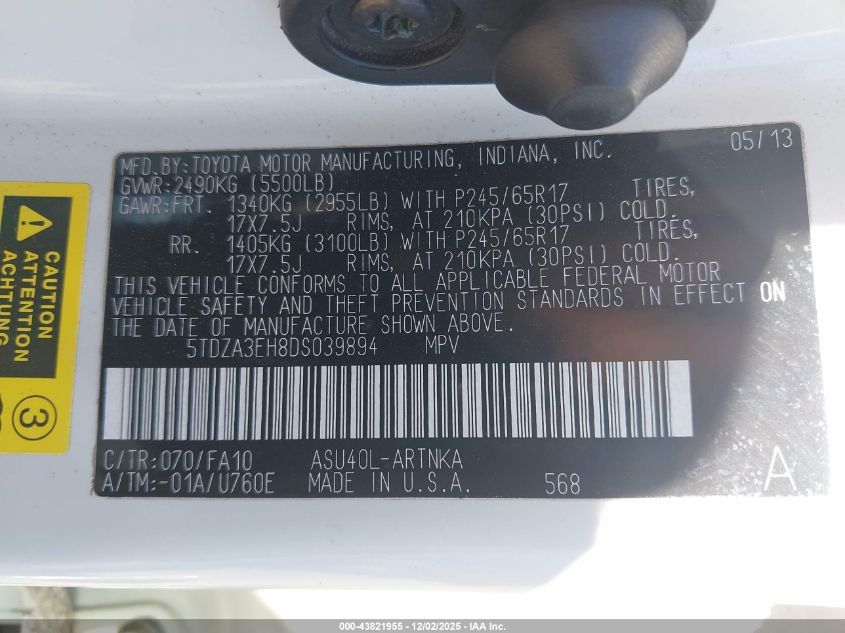 MFD.BY:TOYOTA MOTOR MANUFACTURING, INDIANA, INC. 05/13
GVWR:2490KG (5500LB)
GAWR:FRT. 1340KG (2955LB) WITH P245/65R17 TIRES,
17X7.5J RIMS, AT 210KPA (30PSI) COLD.
RR. 1405KG (3100LB) WITH P245/65R17 TIRES,
17X7.5J RIMS, AT 210KPA (30PSI) COLD.
THIS VEHICLE CONFORMS TO ALL APPLICABLE FEDERAL MOTOR
VEHICLE SAFETY AND THEFT PREVENTION STANDARDS IN EFFECT ON
THE DATE OF MANUFACTURE SHOWN ABOVE.
5TDZA3EH8DS039894 MPV
C/TR:070/FA10 ASU40L-ARTNKA
A/TM:-01A/U760E MADE IN U.S.A. 568 A
CAUTION
ATTENTION
ACHTUNG
3
000-43821955 - 12/02/2025 - IAA Inc.